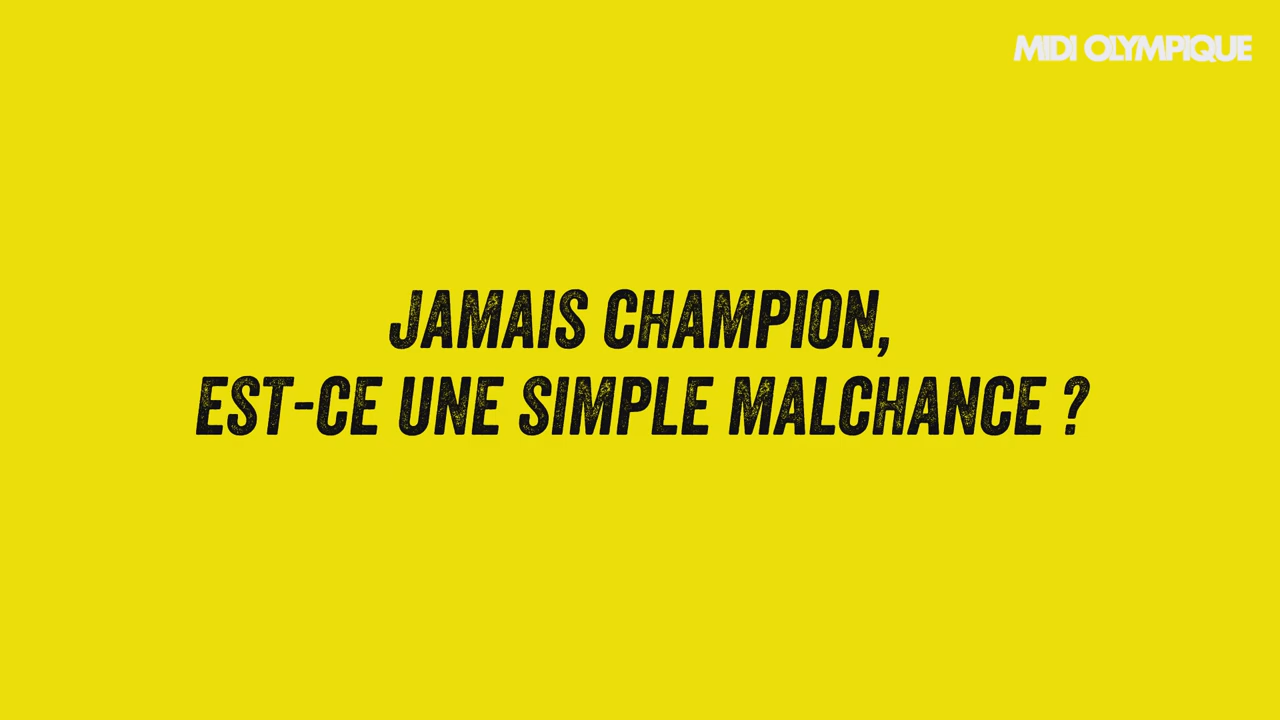 MIDI OLYMPIQUE
JAMAIS CHAMPION,
EST-CE UNE SIMPLE MALCHANCE ?